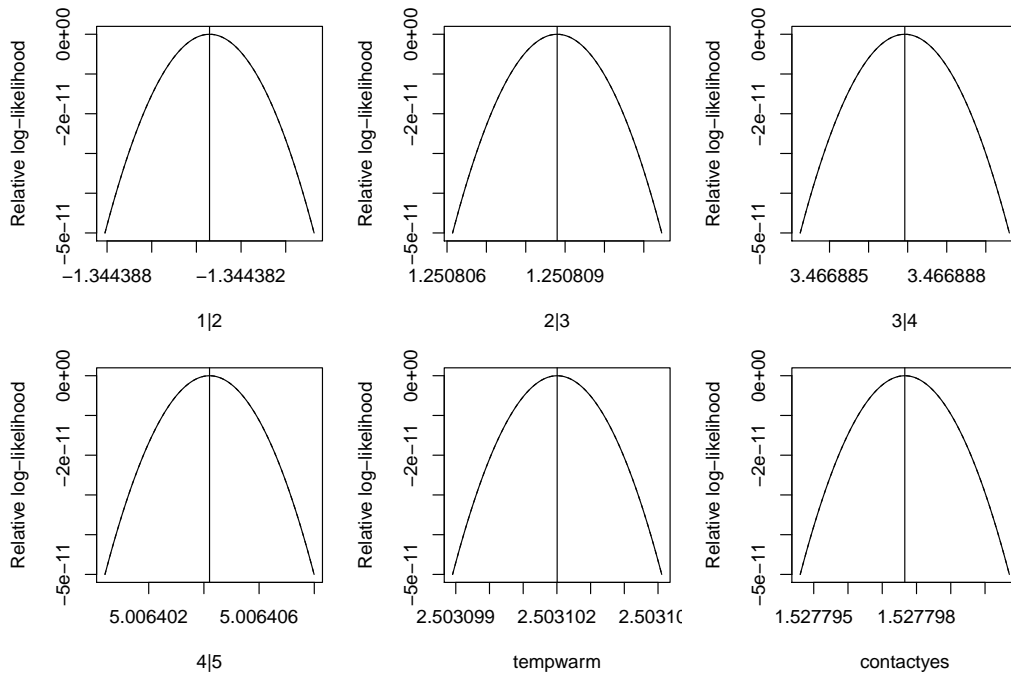 Relative log−likelihood
0e+00
−2e−11
−5e−11
−1.344388
−1.344382
1|2
Relative log−likelihood
0e+00
−2e−11
−5e−11
1.250806
1.250809
2|3
Relative log−likelihood
0e+00
−2e−11
−5e−11
3.466885
3.466888
3|4
Relative log−likelihood
0e+00
−2e−11
−5e−11
5.006402
5.006406
4|5
Relative log−likelihood
0e+00
−2e−11
−5e−11
2.503099
2.503102
tempwarm
Relative log−likelihood
0e+00
−2e−11
−5e−11
1.527795
1.527798
contactyes